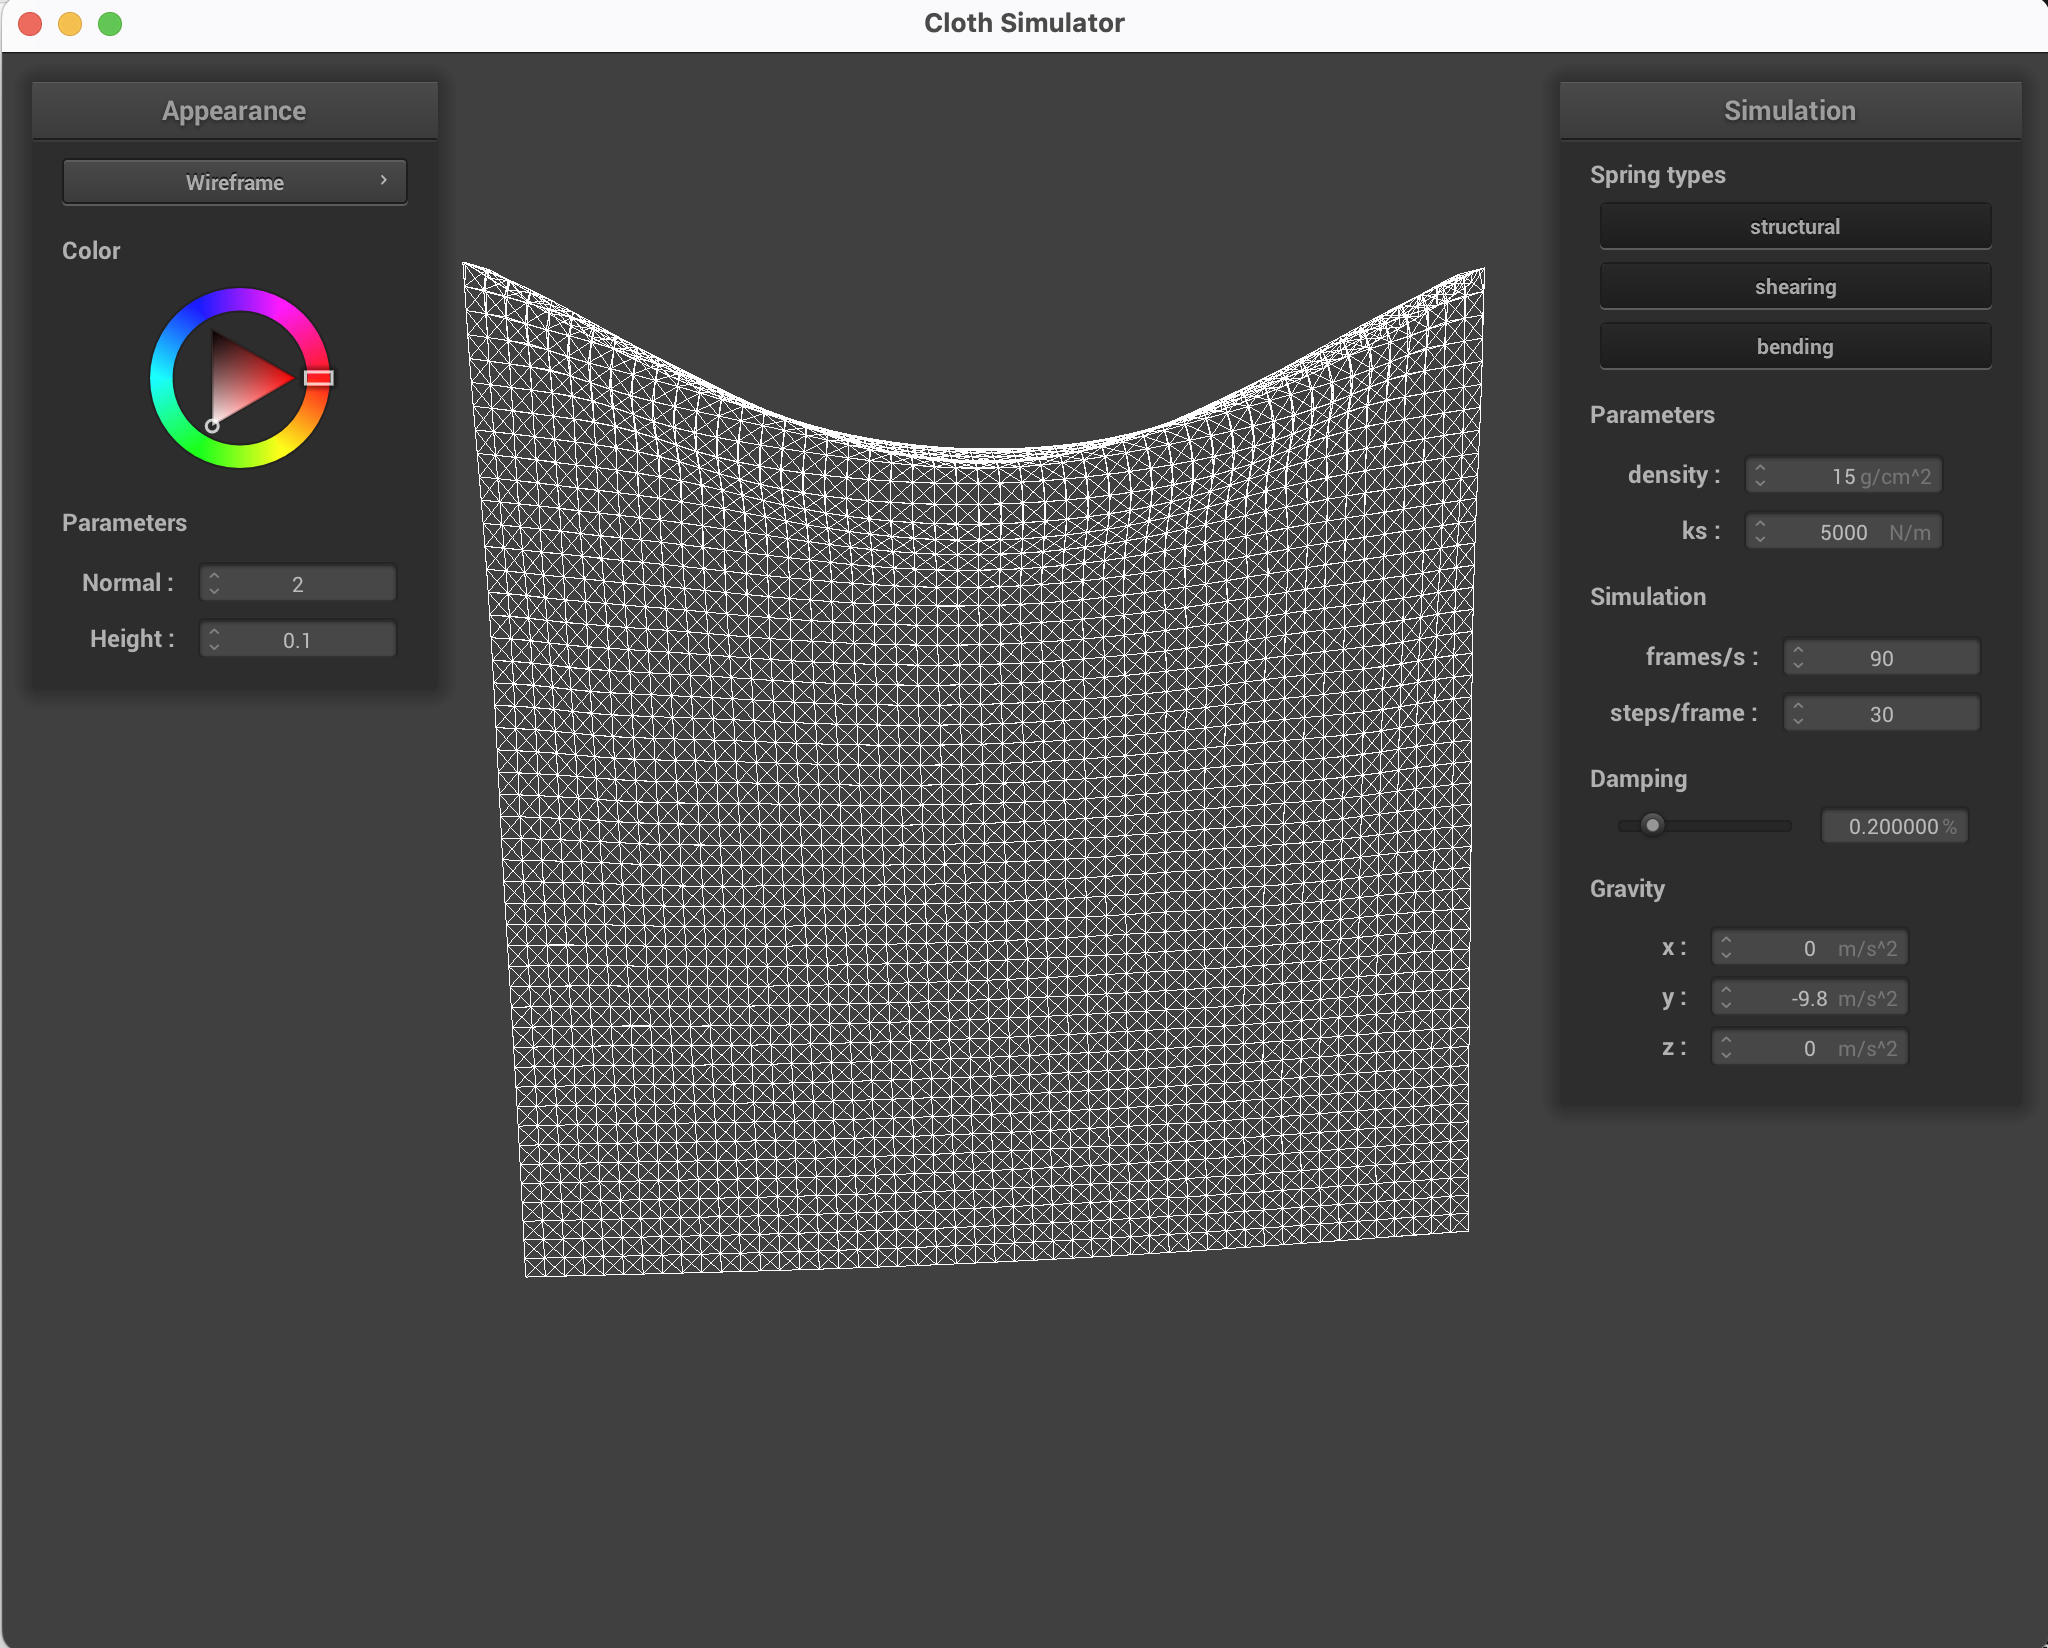 Cloth Simulator
Appearance
Wireframe
Color
Parameters
Normal : 2
Height : 0.1
Simulation
Spring types
structural
shearing
bending
Parameters
density : 15 g/cm^2
ks : 5000 N/m
Simulation
frames/s : 90
steps/frame : 30
Damping
0.200000 %
Gravity
x : 0 m/s^2
y : -9.8 m/s^2
z : 0 m/s^2